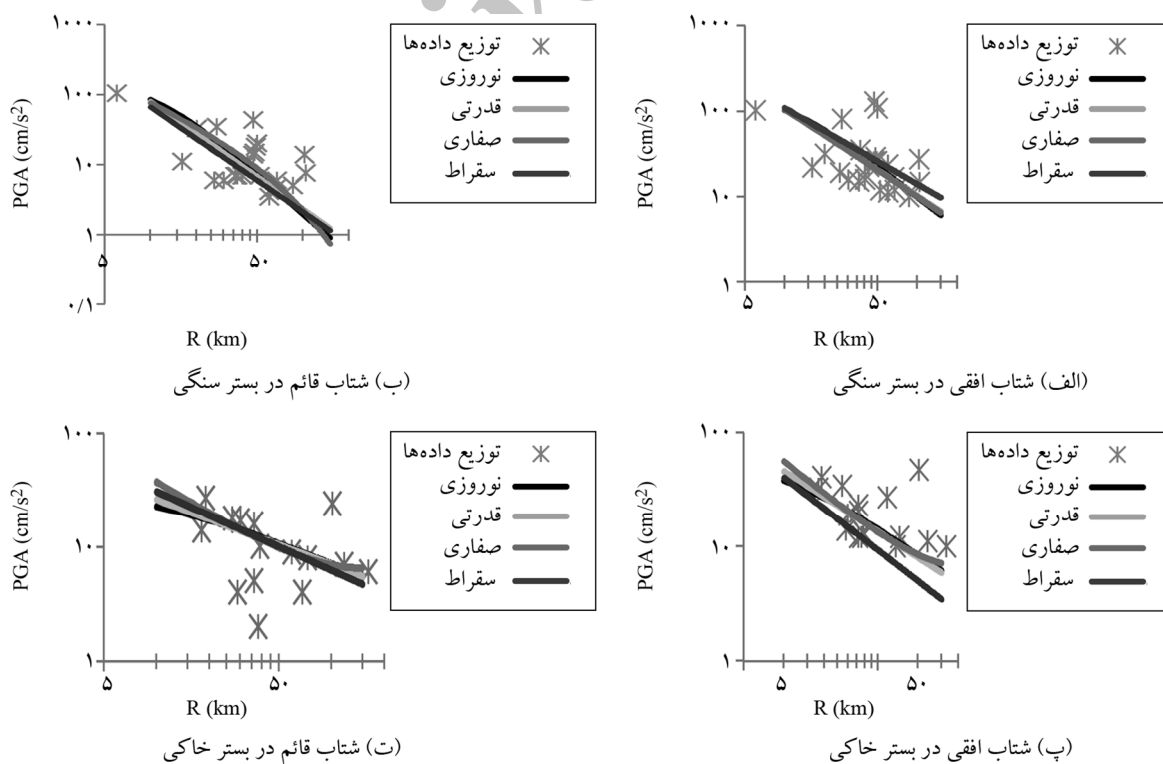 ۱۰۰۰
۱۰۰
۱۰
۱
PGA (cm/s²)
۵
۵۰
R (km)
توزیع داده‌ها
نوروزی
قدرتی
صفاری
سقراط
(الف) شتاب افقی در بستر سنگی
۱۰۰۰
۱۰۰
۱۰
۱
۰/۱
PGA (cm/s²)
۵
۵۰
R (km)
توزیع داده‌ها
نوروزی
قدرتی
صفاری
سقراط
(ب) شتاب قائم در بستر سنگی
۱۰۰
۱۰
۱
PGA (cm/s²)
۵
۵۰
R (km)
توزیع داده‌ها
نوروزی
قدرتی
صفاری
سقراط
(پ) شتاب افقی در بستر خاکی
۱۰۰
۱۰
۱
PGA (cm/s²)
۵
۵۰
R (km)
توزیع داده‌ها
نوروزی
قدرتی
صفاری
سقراط
(ت) شتاب قائم در بستر خاکی